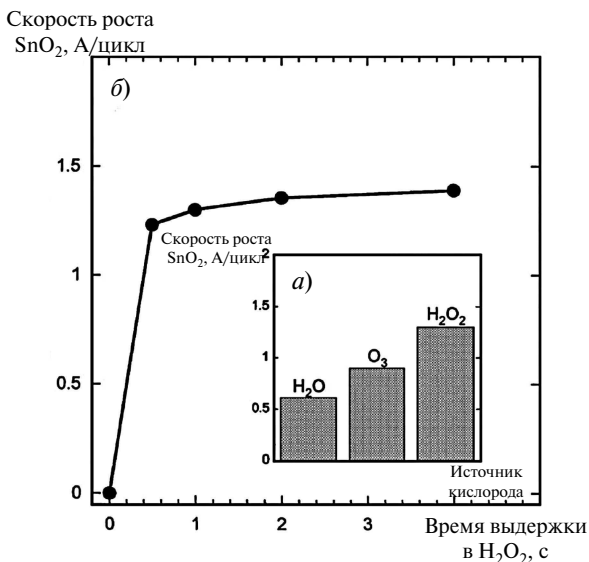 Скорость роста
SnO₂, А/цикл
б)
1.5
1
0.5
0
0 1 2 3
Время выдержки
в H₂O₂, с
Скорость роста
SnO₂, А/цикл
а)
2
1.5
1
0.5
0
H₂O
O₃
H₂O₂
Источник
кислорода